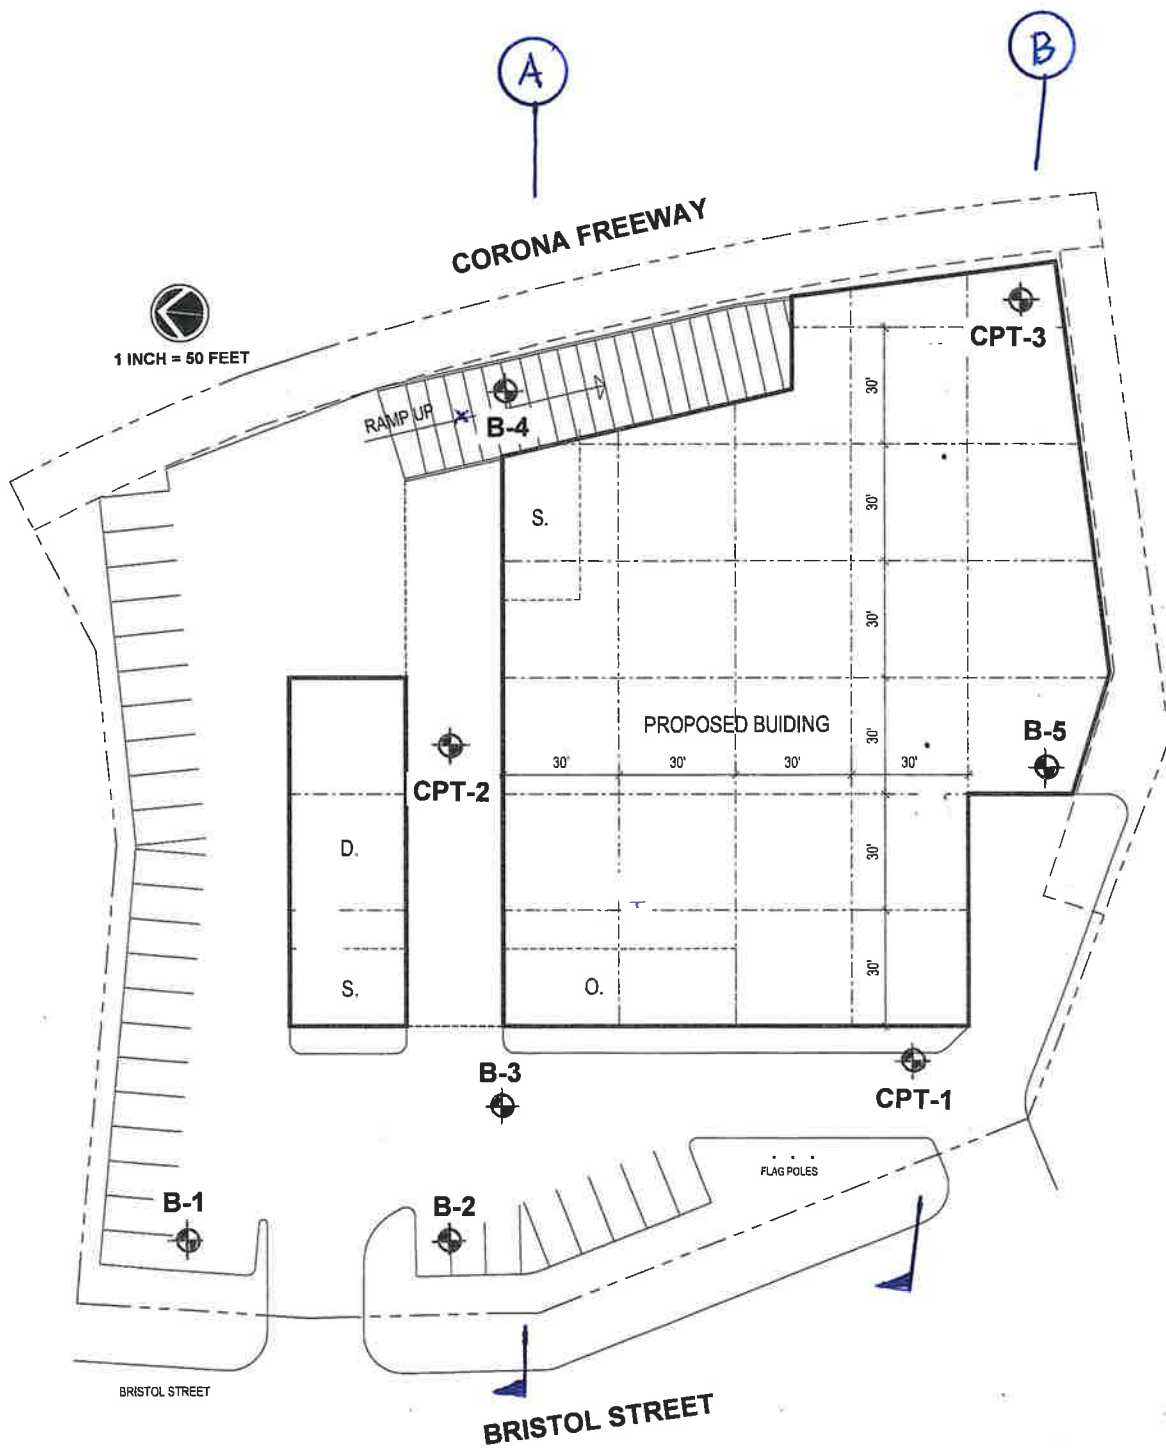 A
B
CORONA FREEWAY
1 INCH = 50 FEET
CPT-3
RAMP UP
B-4
30'
S.
30'
30'
PROPOSED BUIDING
B-5
30'
30'
30'
30'
30'
30'
CPT-2
D.
30'
S.
O.
30'
B-3
CPT-1
FLAG POLES
B-1
B-2
BRISTOL STREET
BRISTOL STREET